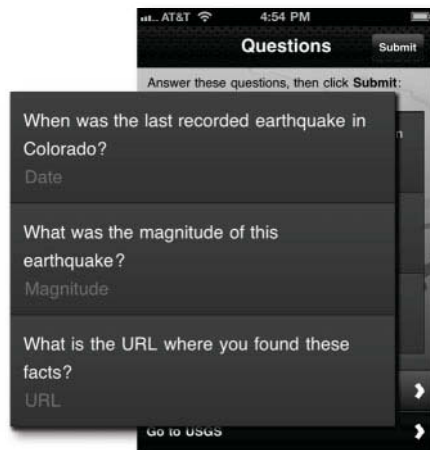 AT&T 4:54 PM
Questions Submit
Answer these questions, then click Submit:
When was the last recorded earthquake in
Colorado?
Date
What was the magnitude of this
earthquake?
Magnitude
What is the URL where you found these
facts?
URL
Go to USGS